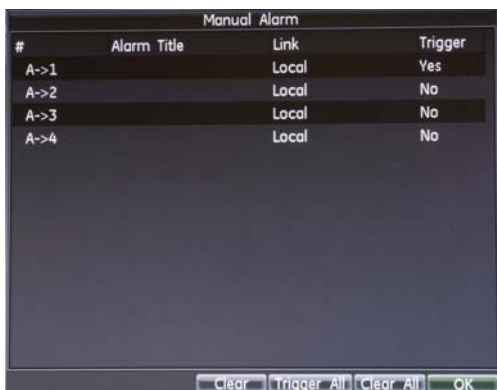 Manual Alarm
# Alarm Title Link Trigger
A->1 Local Yes
A->2 Local No
A->3 Local No
A->4 Local No
Clear Trigger All Clear All OK